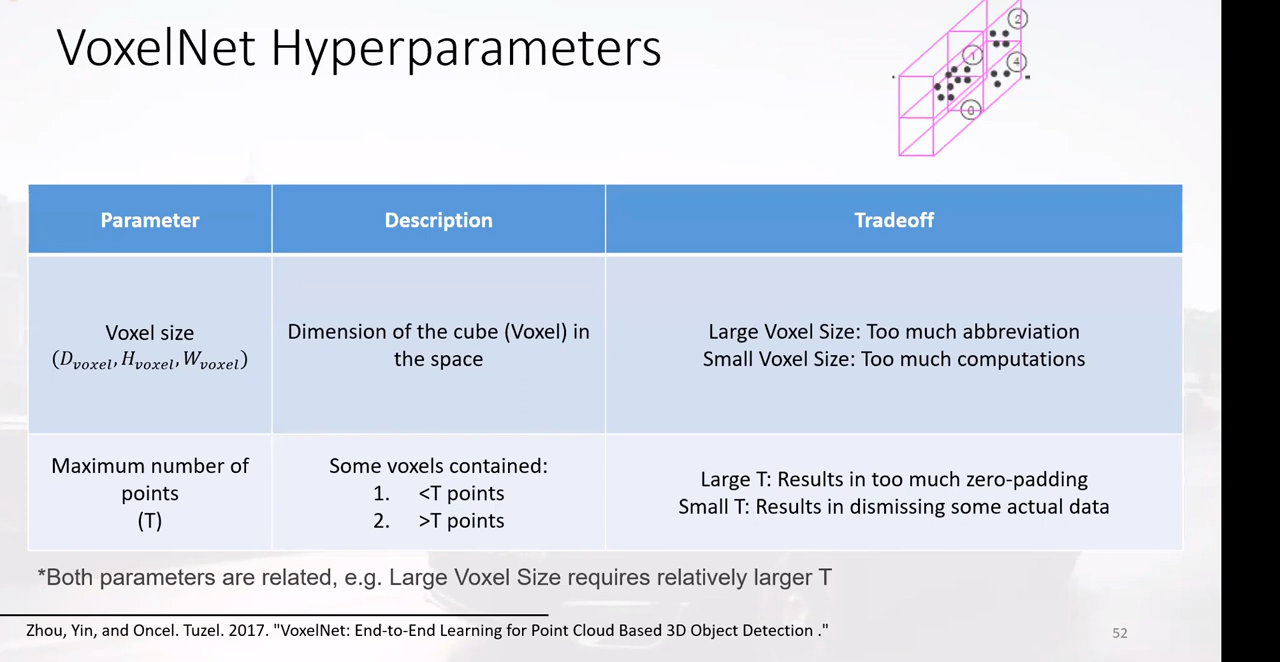 VoxelNet Hyperparameters
2
1
4
0
Parameter
Description
Tradeoff
Voxel size
(D_voxel, H_voxel, W_voxel)
Dimension of the cube (Voxel) in
the space
Large Voxel Size: Too much abbreviation
Small Voxel Size: Too much computations
Maximum number of
points
(T)
Some voxels contained:
1. <T points
2. >T points
Large T: Results in too much zero-padding
Small T: Results in dismissing some actual data
*Both parameters are related, e.g. Large Voxel Size requires relatively larger T
Zhou, Yin, and Oncel. Tuzel. 2017. "VoxelNet: End-to-End Learning for Point Cloud Based 3D Object Detection ."
52